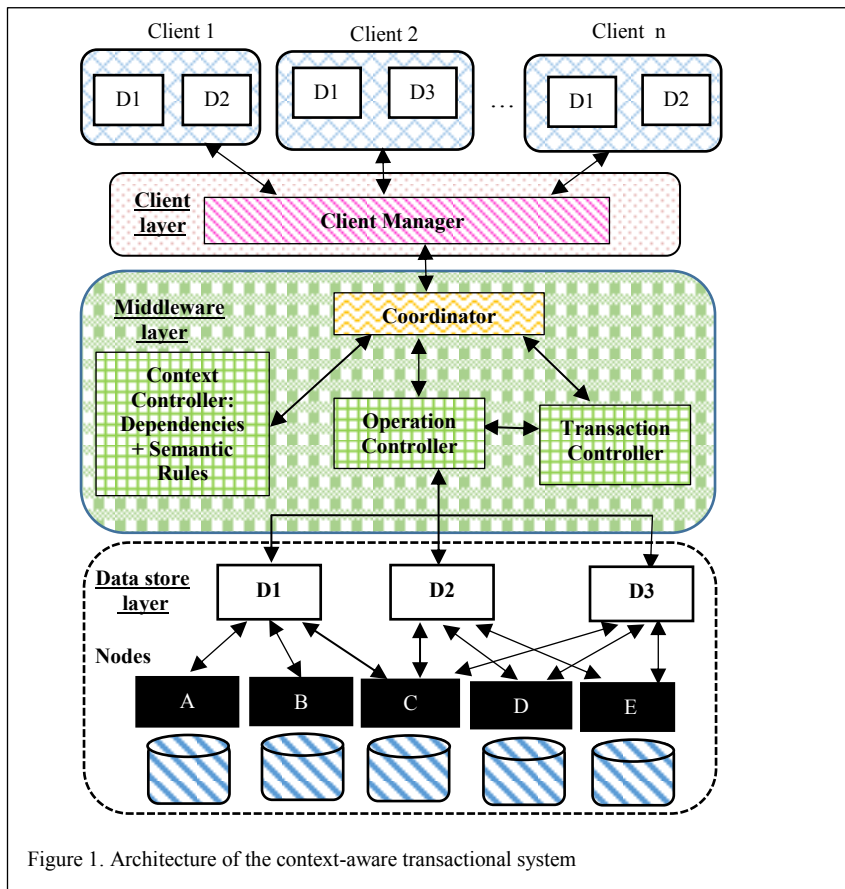 Client 1
Client 2
Client n
D1
D2
D1
D3
…
D1
D2
Client
layer
Client Manager
Middleware
layer
Coordinator
Context
Controller:
Dependencies
+ Semantic
Rules
Operation
Controller
Transaction
Controller
Data store
layer
D1
D2
D3
Nodes
A
B
C
D
E
Figure 1. Architecture of the context-aware transactional system